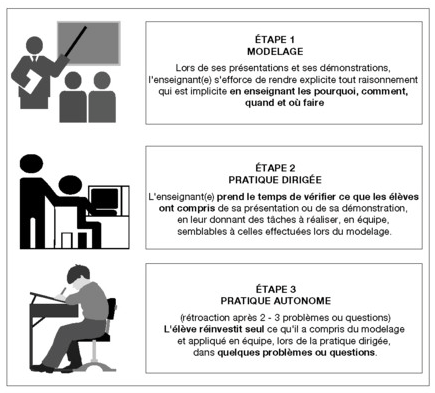 ÉTAPE 1
MODELAGE
Lors de ses présentations et ses démonstrations,
l'enseignant(e) s'efforce de rendre explicite tout raisonnement
qui est implicite en enseignant les pourquoi, comment,
quand et où faire
ÉTAPE 2
PRATIQUE DIRIGÉE
L'enseignant(e) prend le temps de vérifier ce que les élèves
ont compris de sa présentation ou de sa démonstration,
en leur donnant des tâches à réaliser, en équipe,
semblables à celles effectuées lors du modelage.
ÉTAPE 3
PRATIQUE AUTONOME
(rétroaction après 2 - 3 problèmes ou questions)
L'élève réinvestit seul ce qu'il a compris du modelage
et appliqué en équipe, lors de la pratique dirigée,
dans quelques problèmes ou questions.